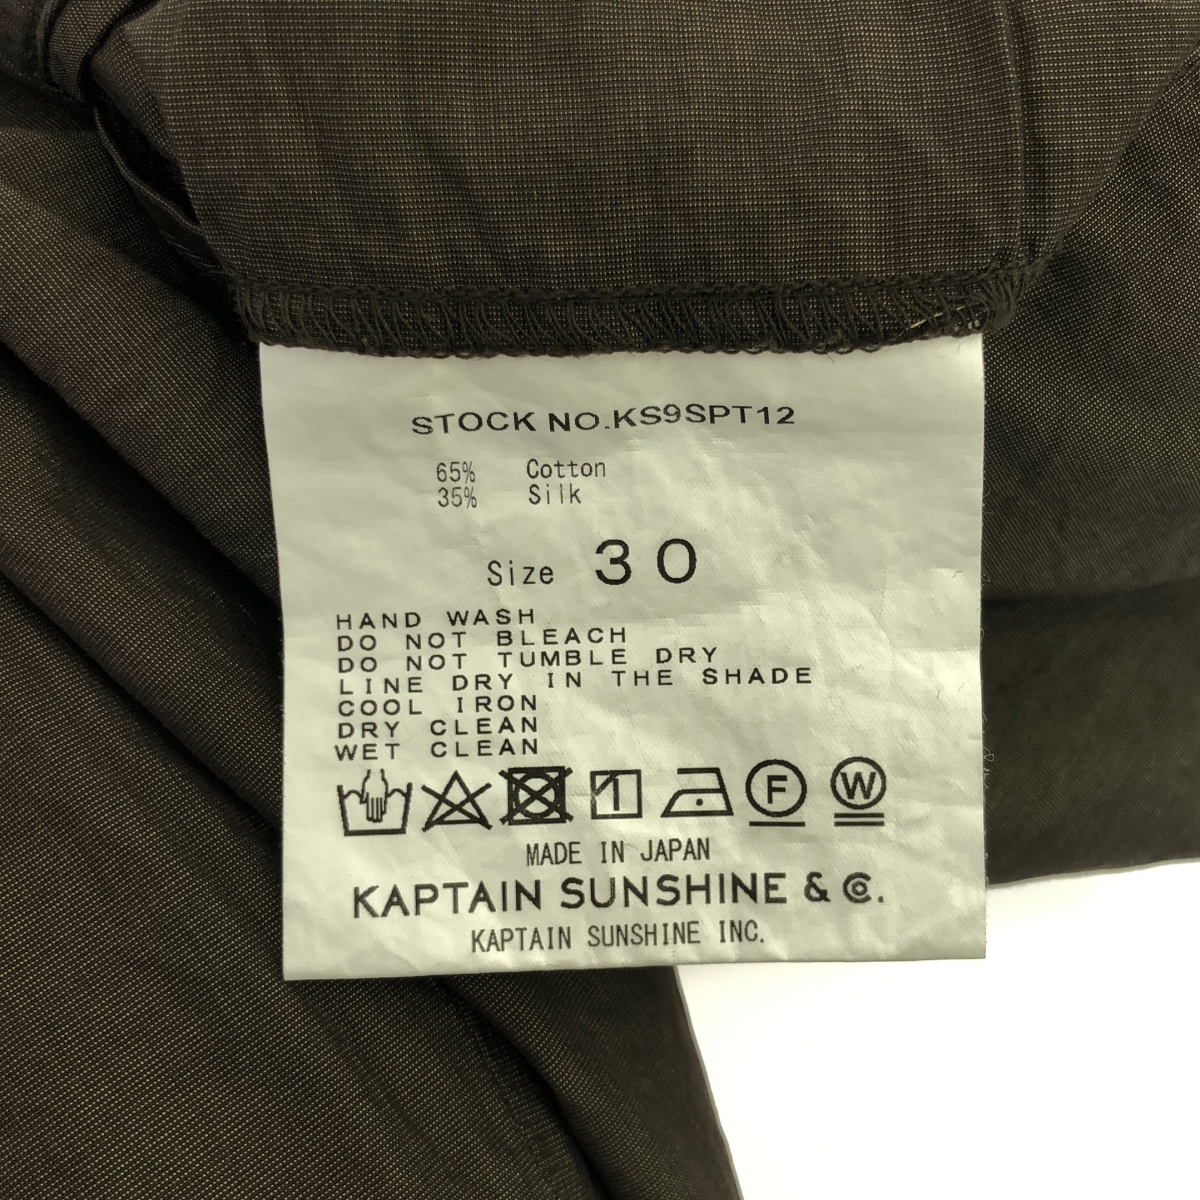 STOCK NO.KS9SPT12
65% Cotton
35% Silk
Size 30
HAND WASH
DO NOT BLEACH
DO NOT TUMBLE DRY
LINE DRY IN THE SHADE
COOL IRON
DRY CLEAN
WET CLEAN
F W
MADE IN JAPAN
KAPTAIN SUNSHINE & Co.
KAPTAIN SUNSHINE INC.